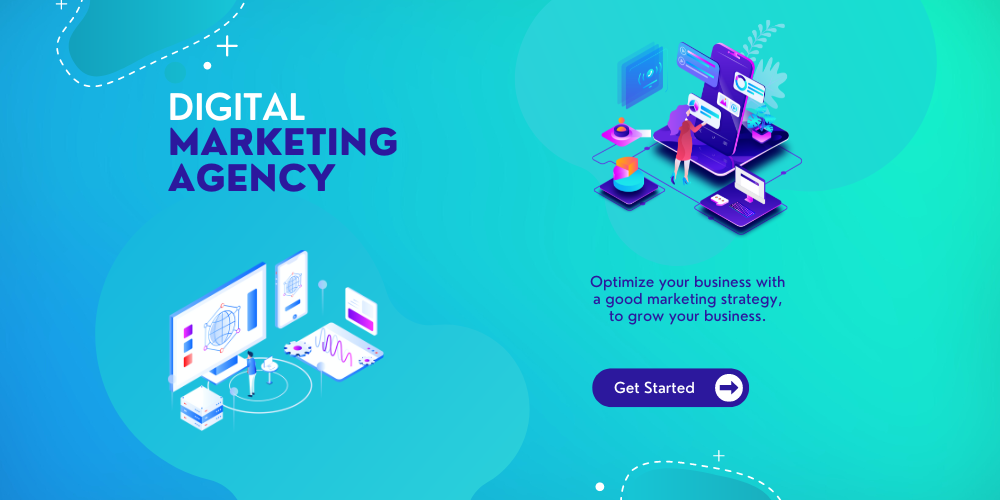 DIGITAL
MARKETING
AGENCY
Optimize your business with
a good marketing strategy,
to grow your business.
Get Started